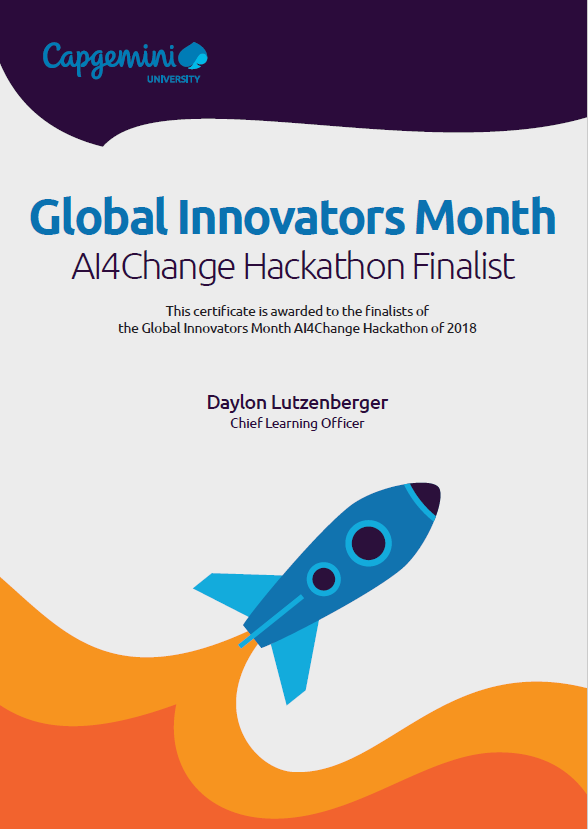 Capgemini
UNIVERSITY
Global Innovators Month
AI4Change Hackathon Finalist
This certificate is awarded to the finalists of
the Global Innovators Month AI4Change Hackathon of 2018
Daylon Lutzenberger
Chief Learning Officer